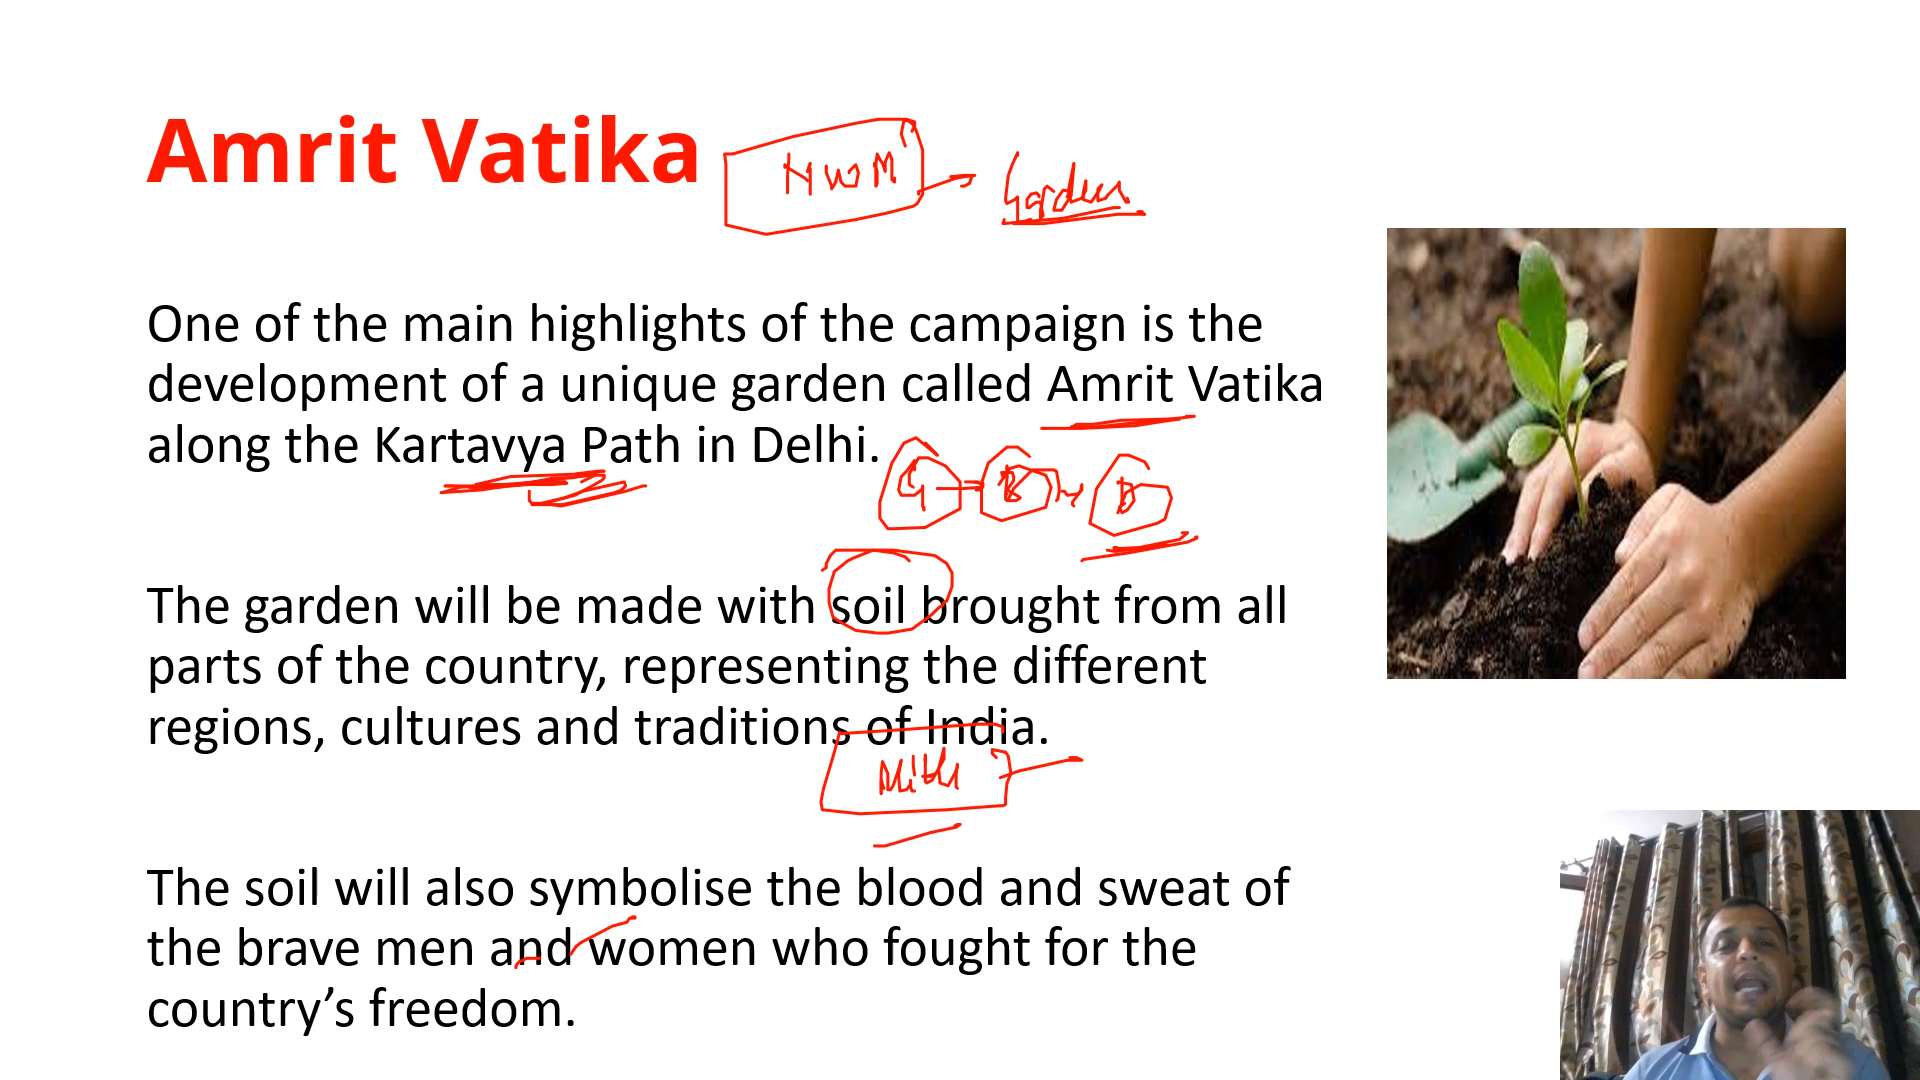 Amrit Vatika
NWM
Garden
One of the main highlights of the campaign is the
development of a unique garden called Amrit Vatika
along the Kartavya Path in Delhi.
G B D
The garden will be made with soil brought from all
parts of the country, representing the different
regions, cultures and traditions of India.
The soil will also symbolise the blood and sweat of
the brave men and women who fought for the
country’s freedom.